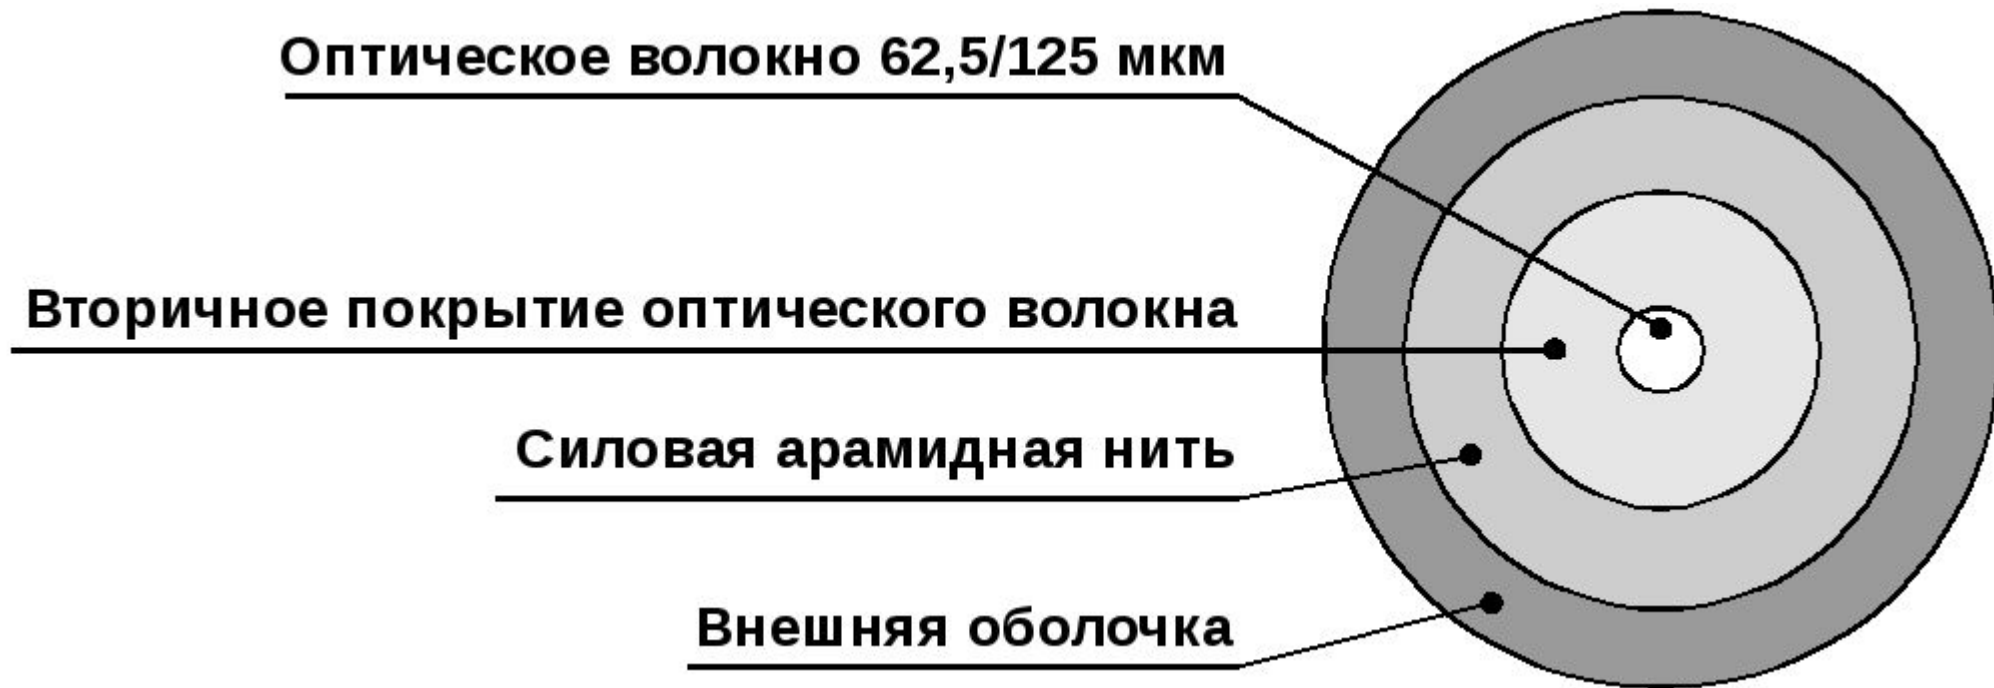 Оптическое волокно 62,5/125 мкм
Вторичное покрытие оптического волокна
Силовая арамидная нить
Внешняя оболочка